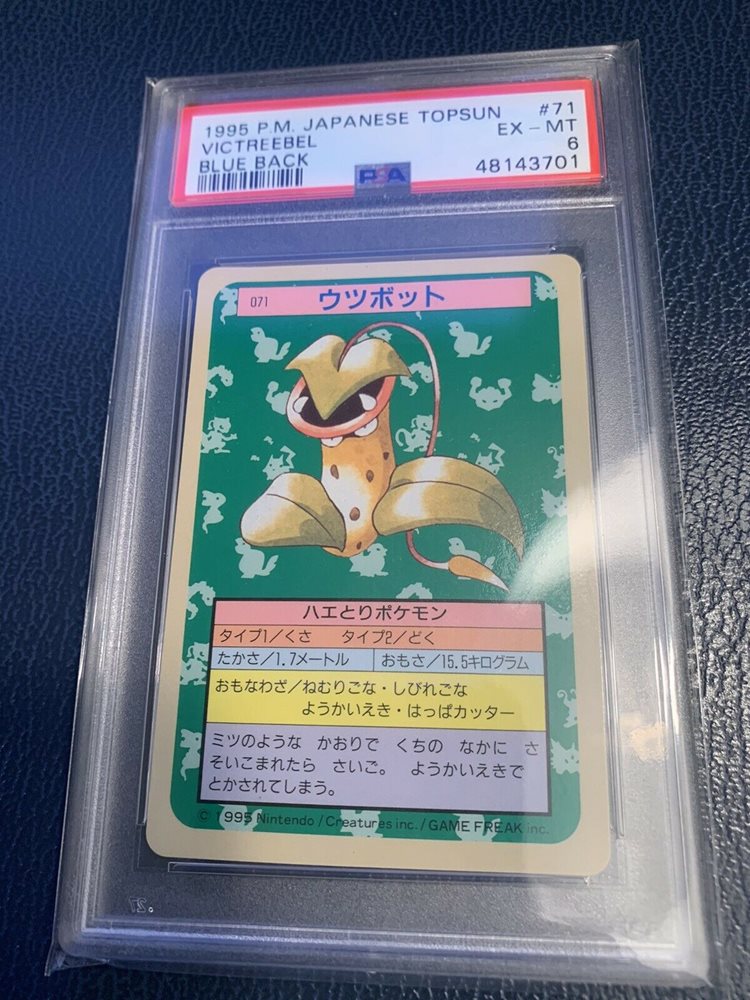 1995 P.M. JAPANESE TOPSUN #71
VICTREEBEL EX - MT
BLUE BACK 6
PSA 48143701
071 ウツボット
ハエとりポケモン
タイプ1/くさ タイプ2/どく
たかさ/1.7メートル おもさ/15.5キログラム
おもなわざ/ねむりごな・しびれごな
ようかいえき・はっぱカッター
ミツのような かおりで くちの なかに さ
そいこまれたら さいご。 ようかいえきで
とかされてしまう。
© 1995 Nintendo / Creatures inc. / GAME FREAK inc.